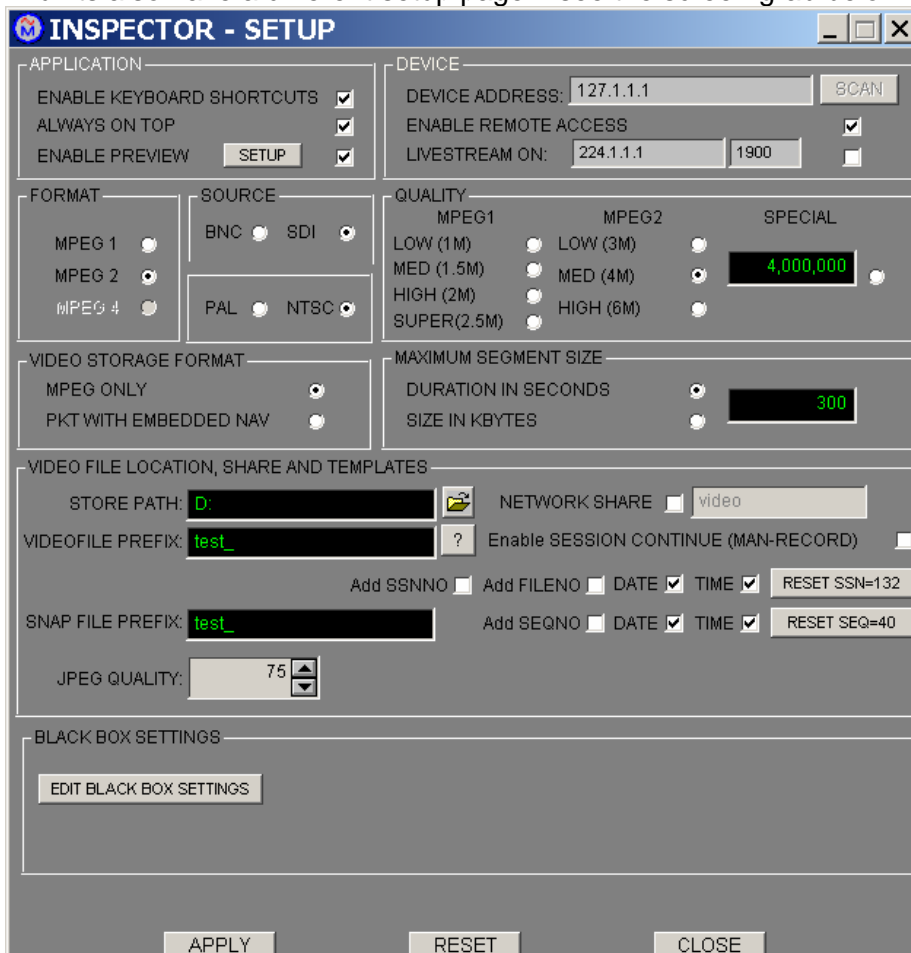 INSPECTOR - SETUP
APPLICATION
ENABLE KEYBOARD SHORTCUTS
ALWAYS ON TOP
ENABLE PREVIEW SETUP
DEVICE
DEVICE ADDRESS: 127.1.1.1 SCAN
ENABLE REMOTE ACCESS
LIVESTREAM ON: 224.1.1.1 1900
FORMAT
MPEG 1
MPEG 2
MPEG 4
SOURCE
BNC SDI
PAL NTSC
QUALITY
MPEG1 MPEG2 SPECIAL
LOW (1M) LOW (3M)
MED (1.5M) MED (4M) 4,000,000
HIGH (2M) HIGH (6M)
SUPER(2.5M)
VIDEO STORAGE FORMAT
MPEG ONLY
PKT WITH EMBEDDED NAV
MAXIMUM SEGMENT SIZE
DURATION IN SECONDS 300
SIZE IN KBYTES
VIDEO FILE LOCATION, SHARE AND TEMPLATES
STORE PATH: D: NETWORK SHARE video
VIDEOFILE PREFIX: test_ ? Enable SESSION CONTINUE (MAN-RECORD)
Add SSNNO Add FILENO DATE TIME RESET SSN=132
SNAP FILE PREFIX: test_ Add SEQNO DATE TIME RESET SEQ=40
JPEG QUALITY: 75
BLACK BOX SETTINGS
EDIT BLACK BOX SETTINGS
APPLY RESET CLOSE